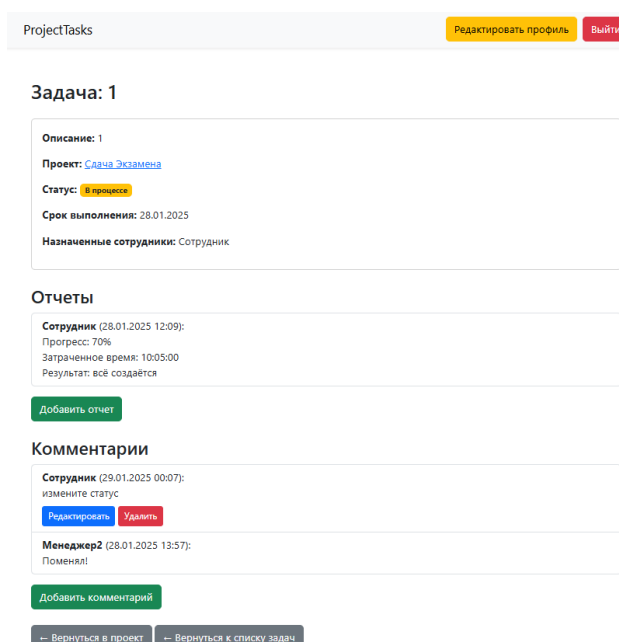 ProjectTasks
Редактировать профиль
Выйти
Задача: 1
Описание: 1
Проект: Сдача Экзамена
Статус: В процессе
Срок выполнения: 28.01.2025
Назначенные сотрудники: Сотрудник
Отчеты
Сотрудник (28.01.2025 12:09):
Прогресс: 70%
Затраченное время: 10:05:00
Результат: всё создаётся
Добавить отчет
Комментарии
Сотрудник (29.01.2025 00:07):
измените статус
Редактировать Удалить
Менеджер2 (28.01.2025 13:57):
Поменял!
Добавить комментарий
← Вернуться в проект ← Вернуться к списку задач